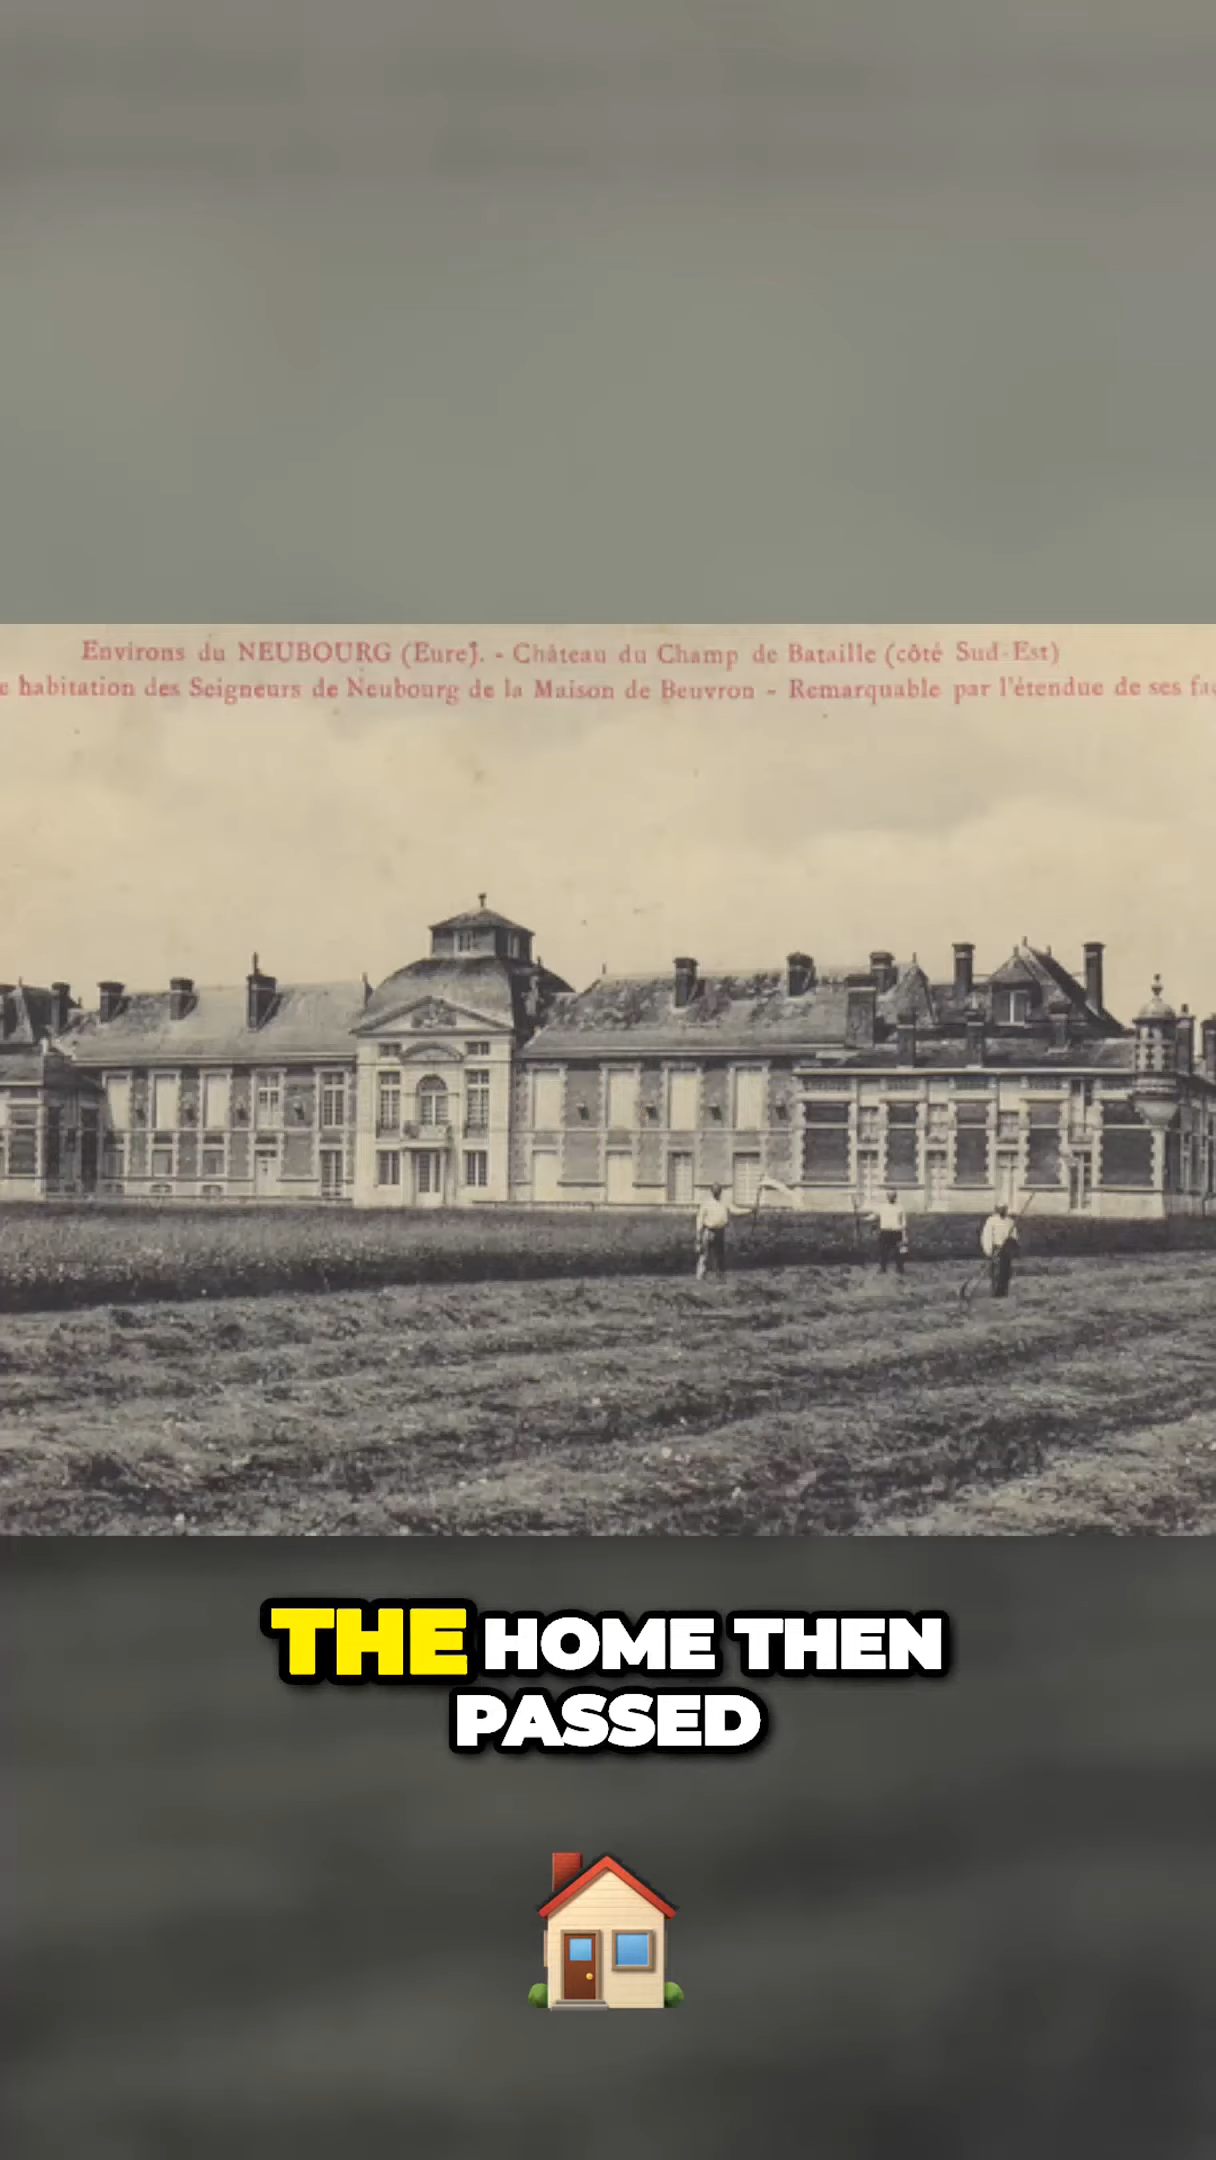 Environs du NEUBOURG (Eure). - Château du Champ de Bataille (côté Sud-Est)
habitation des Seigneurs de Neubourg de la Maison de Beuvron - Remarquable par l'étendue de ses
THE HOME THEN
PASSED